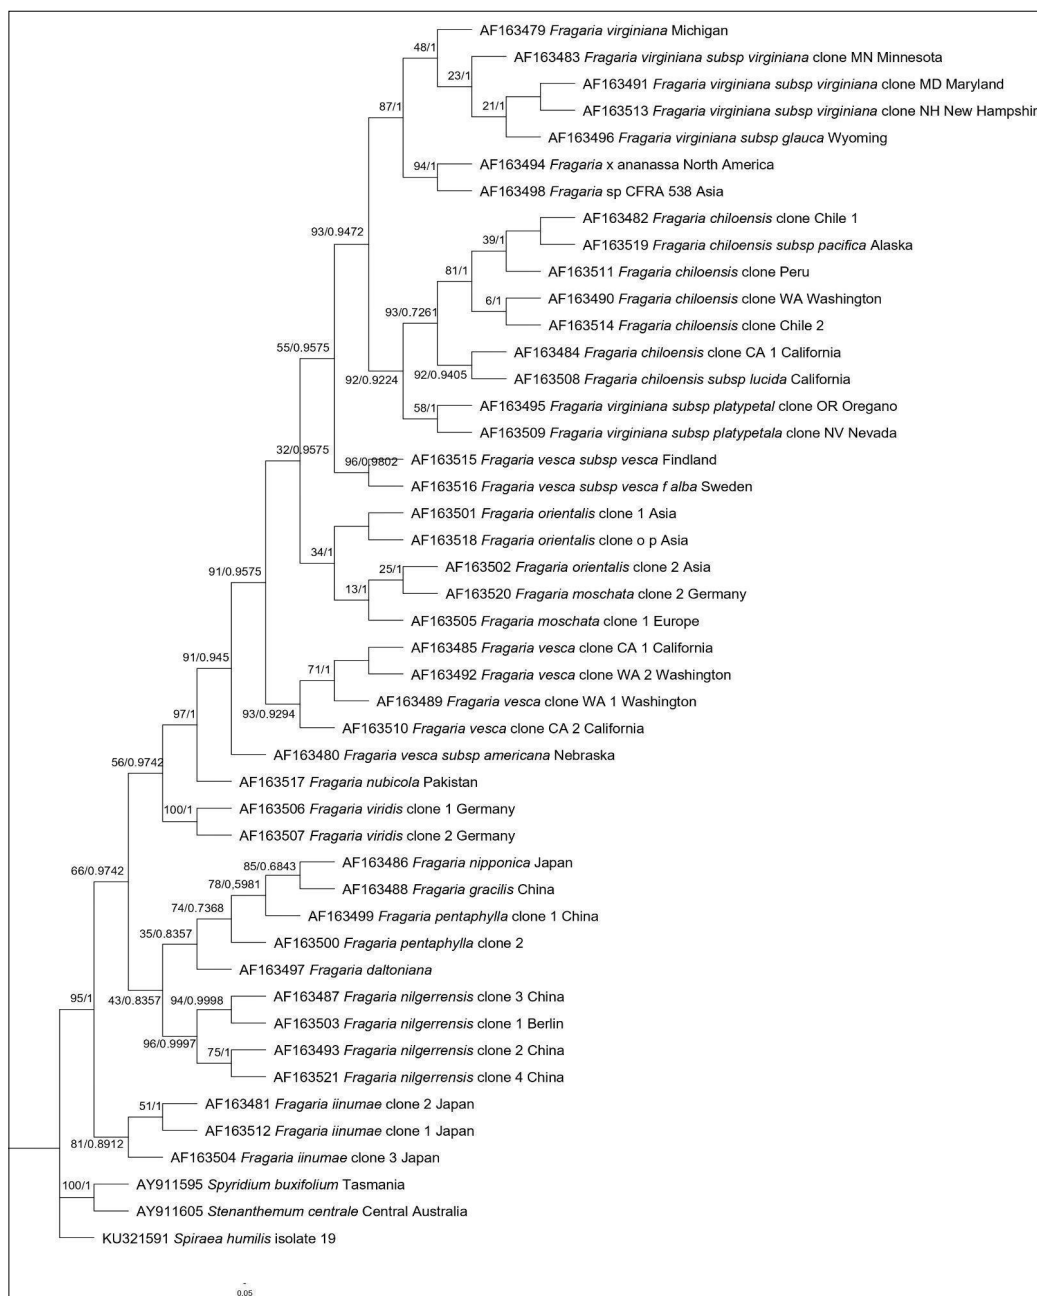 AF163479 Fragaria virginiana Michigan
48/1
AF163483 Fragaria virginiana subsp virginiana clone MN Minnesota
23/1
AF163491 Fragaria virginiana subsp virginiana clone MD Maryland
87/1
21/1
AF163513 Fragaria virginiana subsp virginiana clone NH New Hampshir
AF163496 Fragaria virginiana subsp glauca Wyoming
94/1
AF163494 Fragaria x ananassa North America
AF163498 Fragaria sp CFRA 538 Asia
AF163482 Fragaria chiloensis clone Chile 1
93/0.9472
39/1
AF163519 Fragaria chiloensis subsp pacifica Alaska
81/1
AF163511 Fragaria chiloensis clone Peru
6/1
AF163490 Fragaria chiloensis clone WA Washington
93/0.7261
AF163514 Fragaria chiloensis clone Chile 2
55/0.9575
AF163484 Fragaria chiloensis clone CA 1 California
92/0.9224
92/0.9405
AF163508 Fragaria chiloensis subsp lucida California
58/1
AF163495 Fragaria virginiana subsp platypetal clone OR Oregano
AF163509 Fragaria virginiana subsp platypetala clone NV Nevada
32/0.9575
96/0.9802
AF163515 Fragaria vesca subsp vesca Findland
AF163516 Fragaria vesca subsp vesca f alba Sweden
AF163501 Fragaria orientalis clone 1 Asia
34/1
AF163518 Fragaria orientalis clone o p Asia
25/1
AF163502 Fragaria orientalis clone 2 Asia
91/0.9575
13/1
AF163520 Fragaria moschata clone 2 Germany
AF163505 Fragaria moschata clone 1 Europe
AF163485 Fragaria vesca clone CA 1 California
91/0.945
71/1
AF163492 Fragaria vesca clone WA 2 Washington
AF163489 Fragaria vesca clone WA 1 Washington
97/1
93/0.9294
AF163510 Fragaria vesca clone CA 2 California
AF163480 Fragaria vesca subsp americana Nebraska
56/0.9742
AF163517 Fragaria nubicola Pakistan
100/1
AF163506 Fragaria viridis clone 1 Germany
AF163507 Fragaria viridis clone 2 Germany
85/0.6843
AF163486 Fragaria nipponica Japan
66/0.9742
78/0,5981
AF163488 Fragaria gracilis China
74/0.7368
AF163499 Fragaria pentaphylla clone 1 China
35/0.8357
AF163500 Fragaria pentaphylla clone 2
AF163497 Fragaria daltoniana
95/1
43/0.8357
94/0.9998
AF163487 Fragaria nilgerrensis clone 3 China
AF163503 Fragaria nilgerrensis clone 1 Berlin
96/0.9997
75/1
AF163493 Fragaria nilgerrensis clone 2 China
AF163521 Fragaria nilgerrensis clone 4 China
51/1
AF163481 Fragaria iinumae clone 2 Japan
AF163512 Fragaria iinumae clone 1 Japan
81/0.8912
AF163504 Fragaria iinumae clone 3 Japan
100/1
AY911595 Spyridium buxifolium Tasmania
AY911605 Stenanthemum centrale Central Australia
KU321591 Spiraea humilis isolate 19
0.05